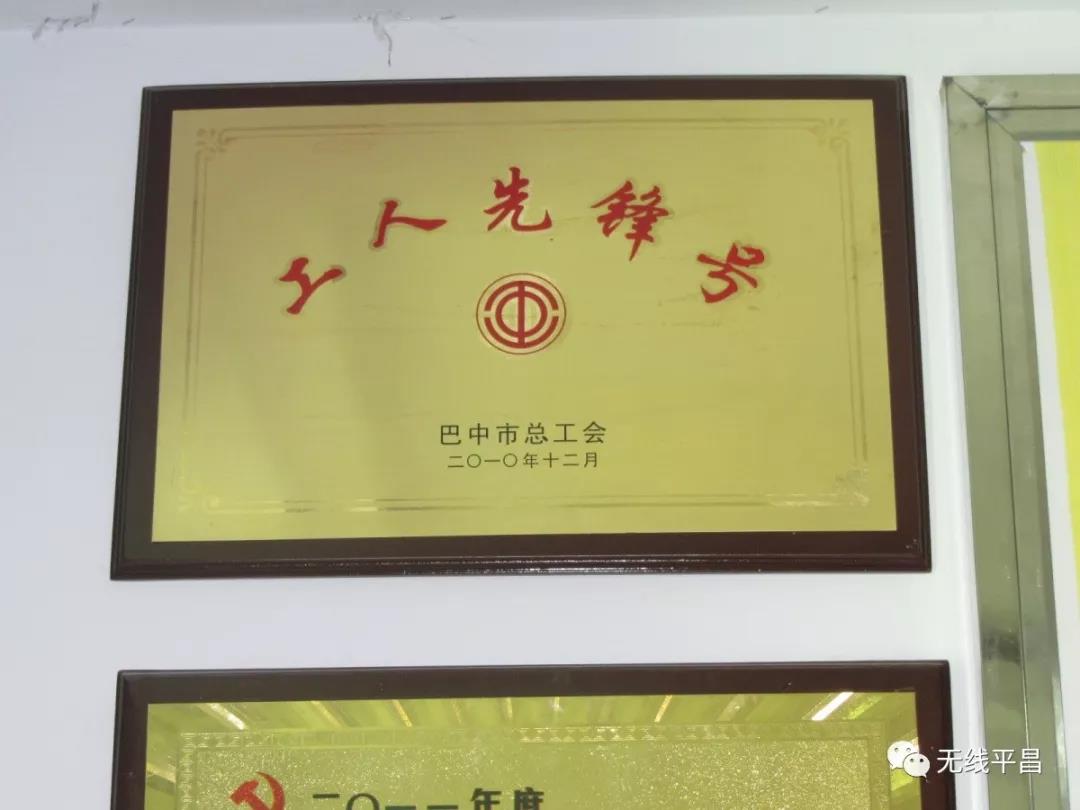 工人先锋号
巴中市总工会
二〇一〇年十二月
二〇一一年度
无线平昌